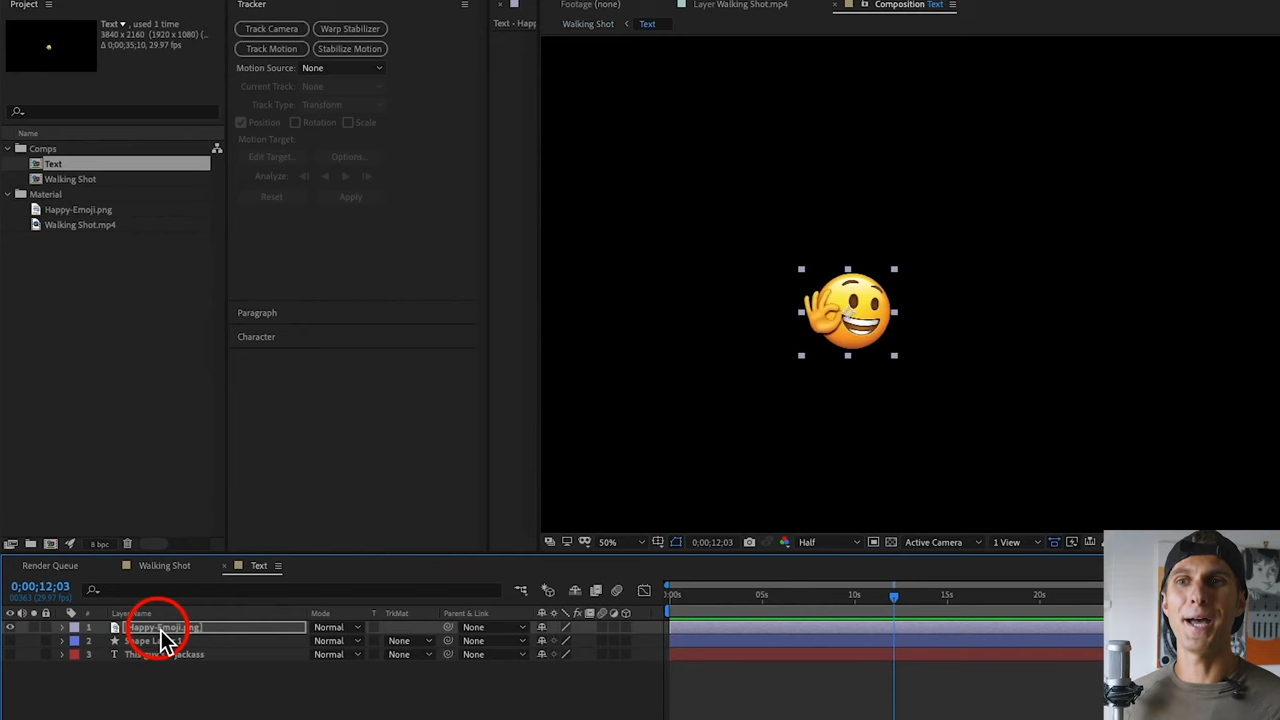 Project
Text
3840 x 2160 (1920 x 1080) (...
Δ 0;00;35;10, 29.97 fps
Name
Comps
Text
Walking Shot
Material
Happy-Emoji.png
Walking Shot.mp4
8 bpc
Tracker
Track Camera
Warp Stabilizer
Track Motion
Stabilize Motion
Motion Source: None
Current Track: None
Track Type: Transform
Position
Rotation
Scale
Motion Target:
Edit Target...
Options...
Analyze:
Reset
Apply
Paragraph
Character
Text - Happ
Footage (none)
Layer Walking Shot.mp4
Composition Text
Walking Shot
Text
50%
0;00;12;03
Half
Active Camera
1 View
Render Queue
Walking Shot
Text
0;00;12;03
00363 (29.97 fps)
# Layer Name Mode T TrkMat Parent & Link
1 Happy-Emoji.png Normal None
2 Normal None None
3 Normal None None
:00s 05s 10s 15s 20s